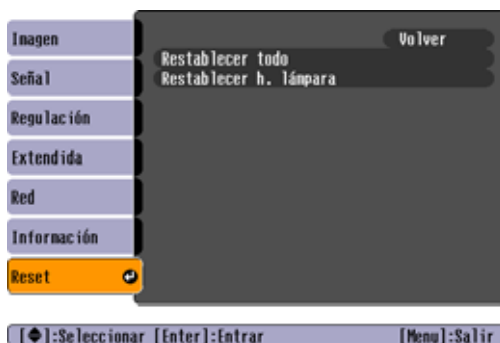 Imagen
Señal
Regulación
Extendida
Red
Información
Reset
Volver
Restablecer todo
Restablecer h. lámpara
[◆]:Seleccionar [Enter]:Entrar [Menu]:Salir